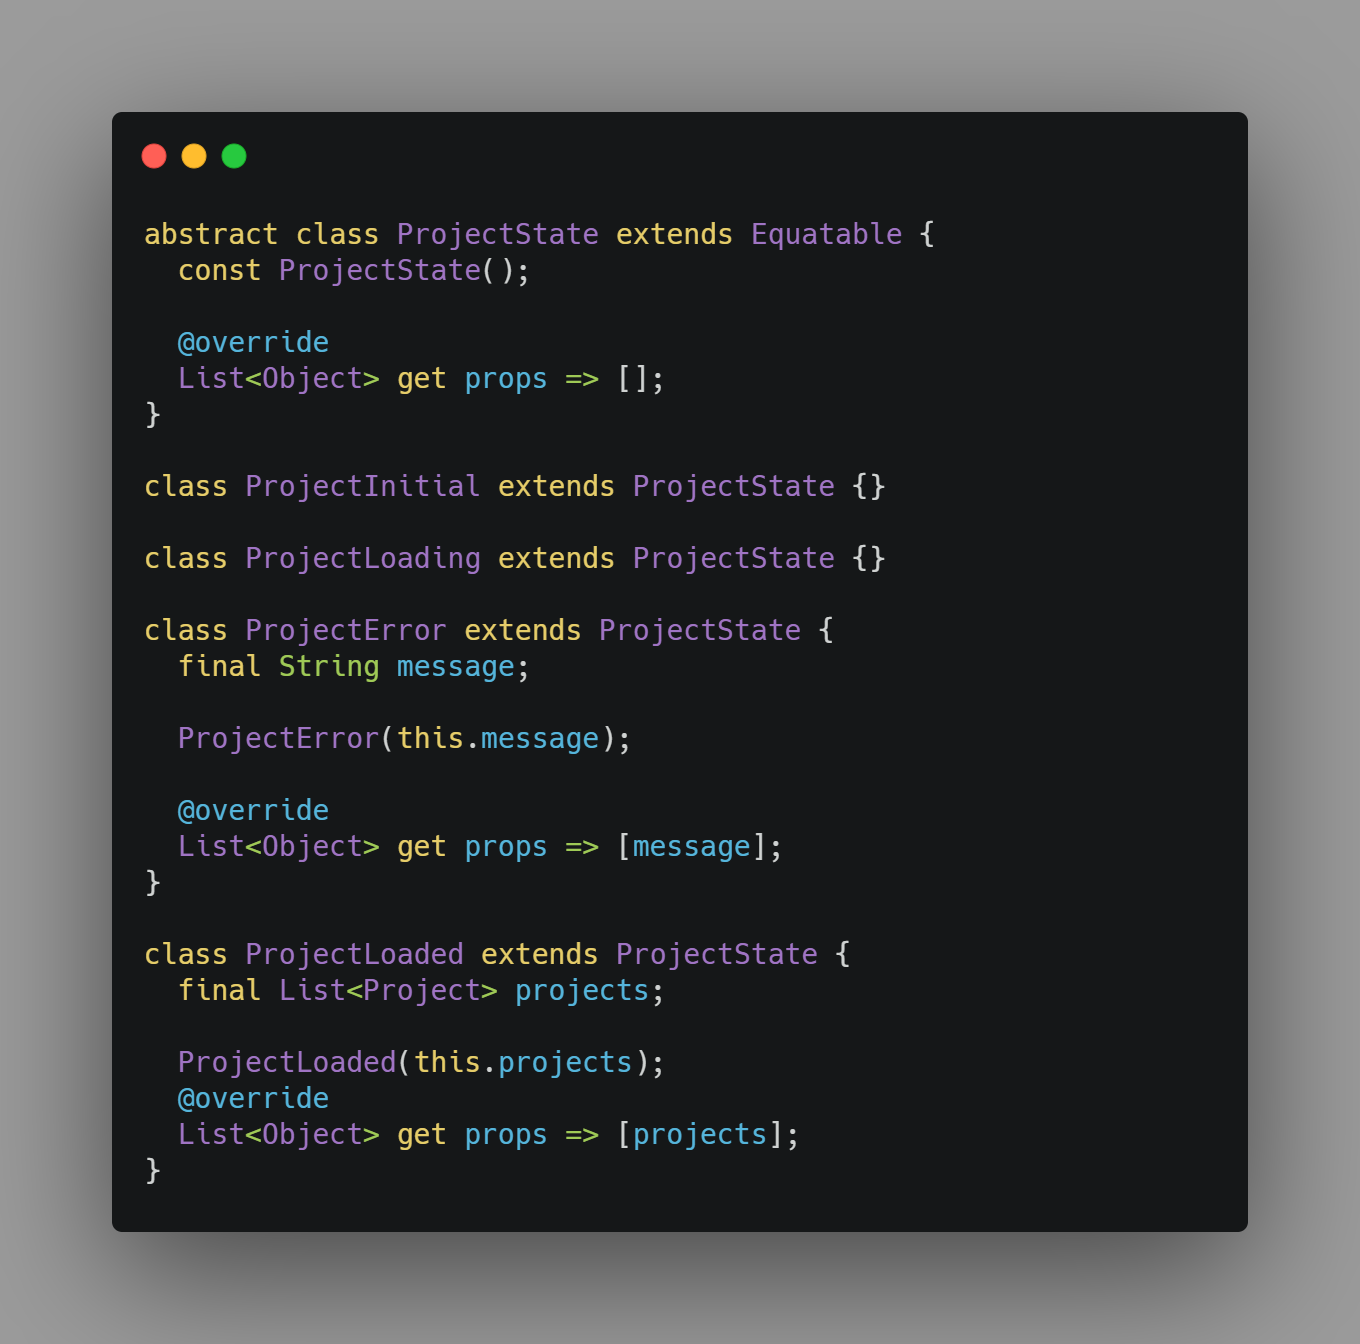 abstract class ProjectState extends Equatable {
  const ProjectState();

  @override
  List<Object> get props => [];
}

class ProjectInitial extends ProjectState {}

class ProjectLoading extends ProjectState {}

class ProjectError extends ProjectState {
  final String message;

  ProjectError(this.message);

  @override
  List<Object> get props => [message];
}

class ProjectLoaded extends ProjectState {
  final List<Project> projects;

  ProjectLoaded(this.projects);
  @override
  List<Object> get props => [projects];
}